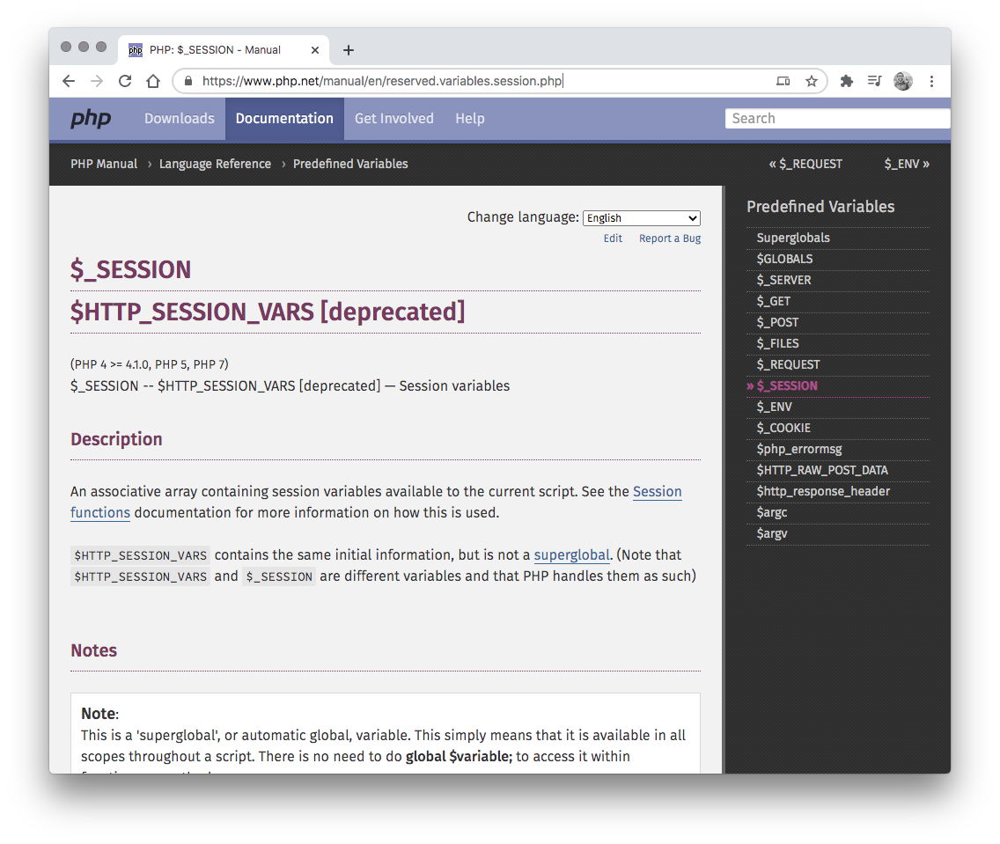 php PHP: $_SESSION - Manual
https://www.php.net/manual/en/reserved.variables.session.php
php Downloads Documentation Get Involved Help Search
PHP Manual › Language Reference › Predefined Variables « $_REQUEST $_ENV »
Change language: English
Edit Report a Bug
$_SESSION
$HTTP_SESSION_VARS [deprecated]
(PHP 4 >= 4.1.0, PHP 5, PHP 7)
$_SESSION -- $HTTP_SESSION_VARS [deprecated] — Session variables
Description
An associative array containing session variables available to the current script. See the Session
functions documentation for more information on how this is used.
$HTTP_SESSION_VARS contains the same initial information, but is not a superglobal. (Note that
$HTTP_SESSION_VARS and $_SESSION are different variables and that PHP handles them as such)
Notes
Note:
This is a 'superglobal', or automatic global, variable. This simply means that it is available in all
scopes throughout a script. There is no need to do global $variable; to access it within
Predefined Variables
Superglobals
$GLOBALS
$_SERVER
$_GET
$_POST
$_FILES
$_REQUEST
» $_SESSION
$_ENV
$_COOKIE
$php_errormsg
$HTTP_RAW_POST_DATA
$http_response_header
$argc
$argv